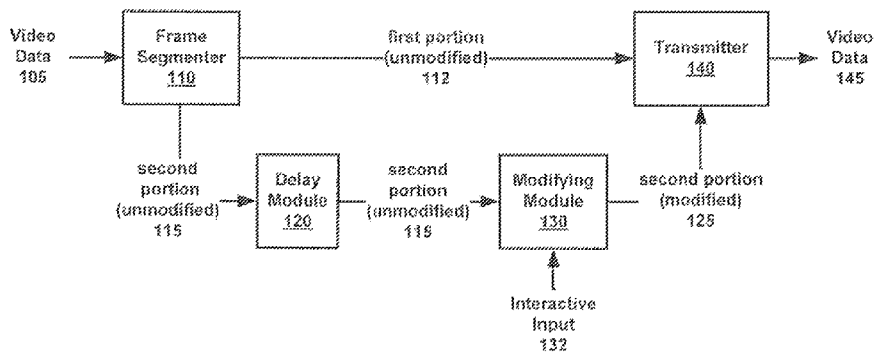 Video
Data
105
Frame
Segmenter
110
first portion
(unmodified)
112
Transmitter
140
Video
Data
145
second
portion
(unmodified)
115
Delay
Module
120
second
portion
(unmodified)
115
Modifying
Module
130
second portion
(modified)
125
Interactive
Input
132